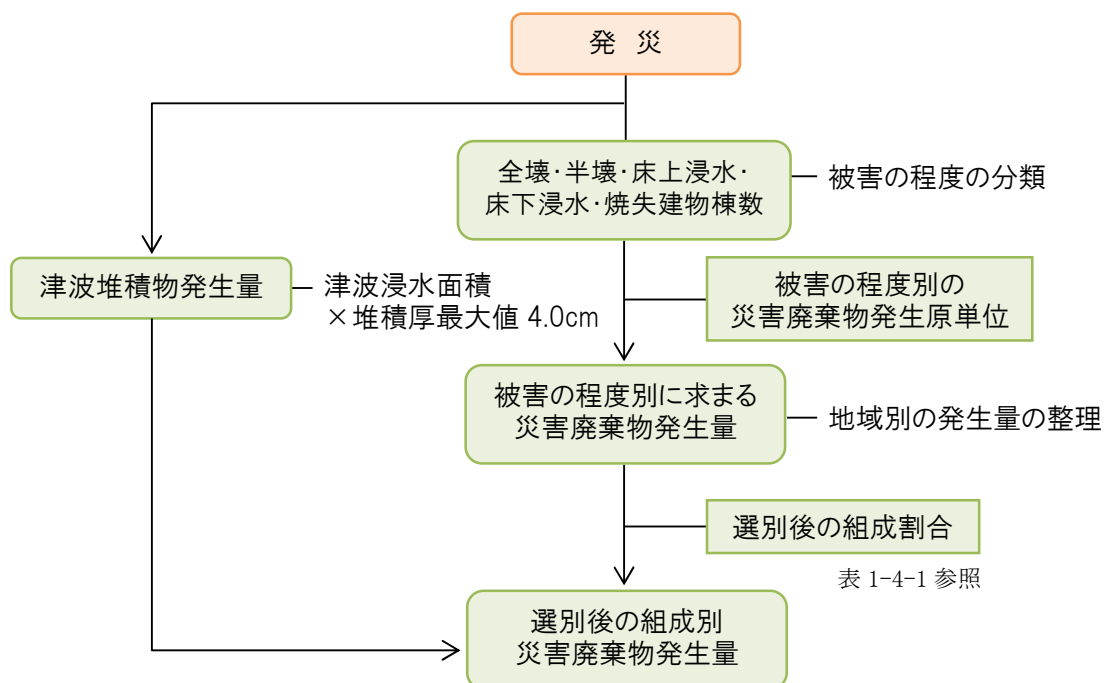 発 災
全壊・半壊・床上浸水・
床下浸水・焼失建物棟数
被害の程度の分類
津波堆積物発生量
津波浸水面積
×堆積厚最大値 4.0cm
被害の程度別の
災害廃棄物発生原単位
被害の程度別に求まる
災害廃棄物発生量
地域別の発生量の整理
選別後の組成割合
表 1-4-1 参照
選別後の組成別
災害廃棄物発生量